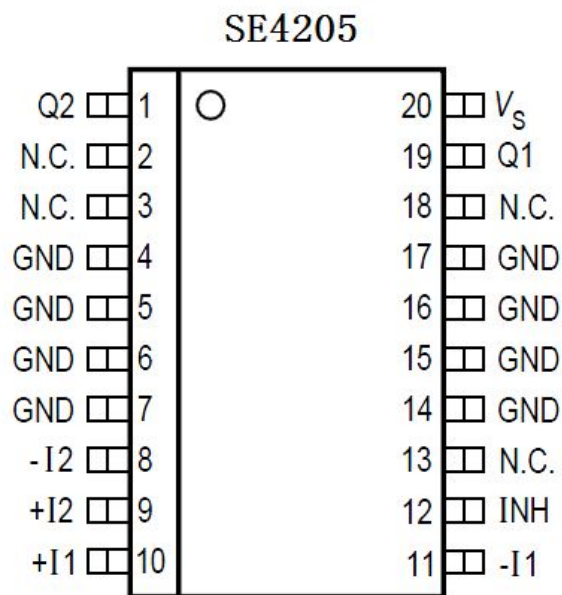 SE4205
Q2 1 20 VS
N.C. 2 19 Q1
N.C. 3 18 N.C.
GND 4 17 GND
GND 5 16 GND
GND 6 15 GND
GND 7 14 GND
-I2 8 13 N.C.
+I2 9 12 INH
+I1 10 11 -I1